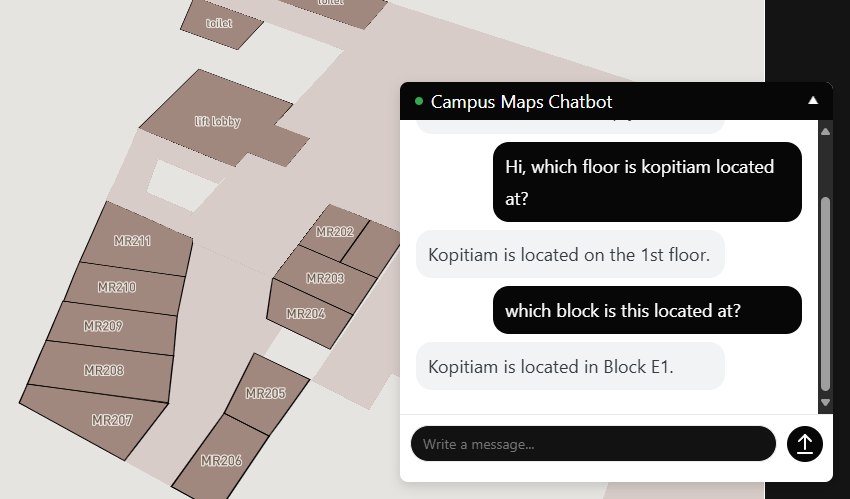 toilet
toilet
lift lobby
MR211
MR210
MR209
MR208
MR207
MR202
MR203
MR204
MR205
MR206
Campus Maps Chatbot
Hi, which floor is kopitiam located
at?
Kopitiam is located on the 1st floor.
which block is this located at?
Kopitiam is located in Block E1.
Write a message...